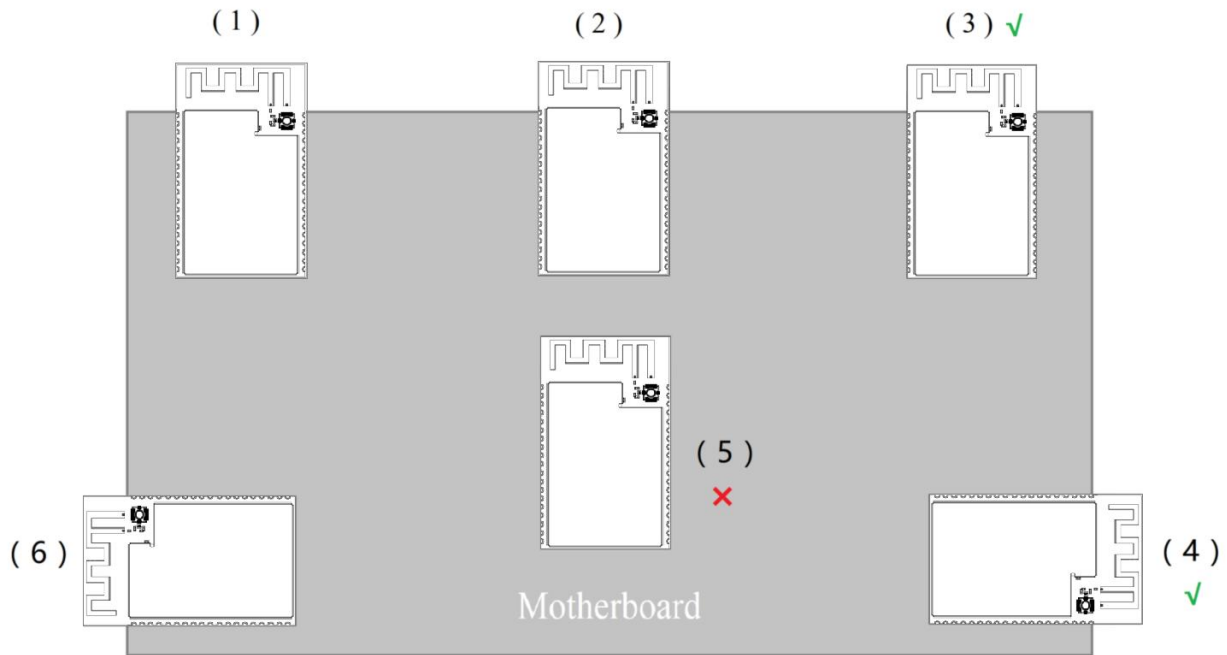 ( 1 )
( 2 )
( 3 ) √
( 5 )
×
( 6 )
( 4 )
√
Motherboard